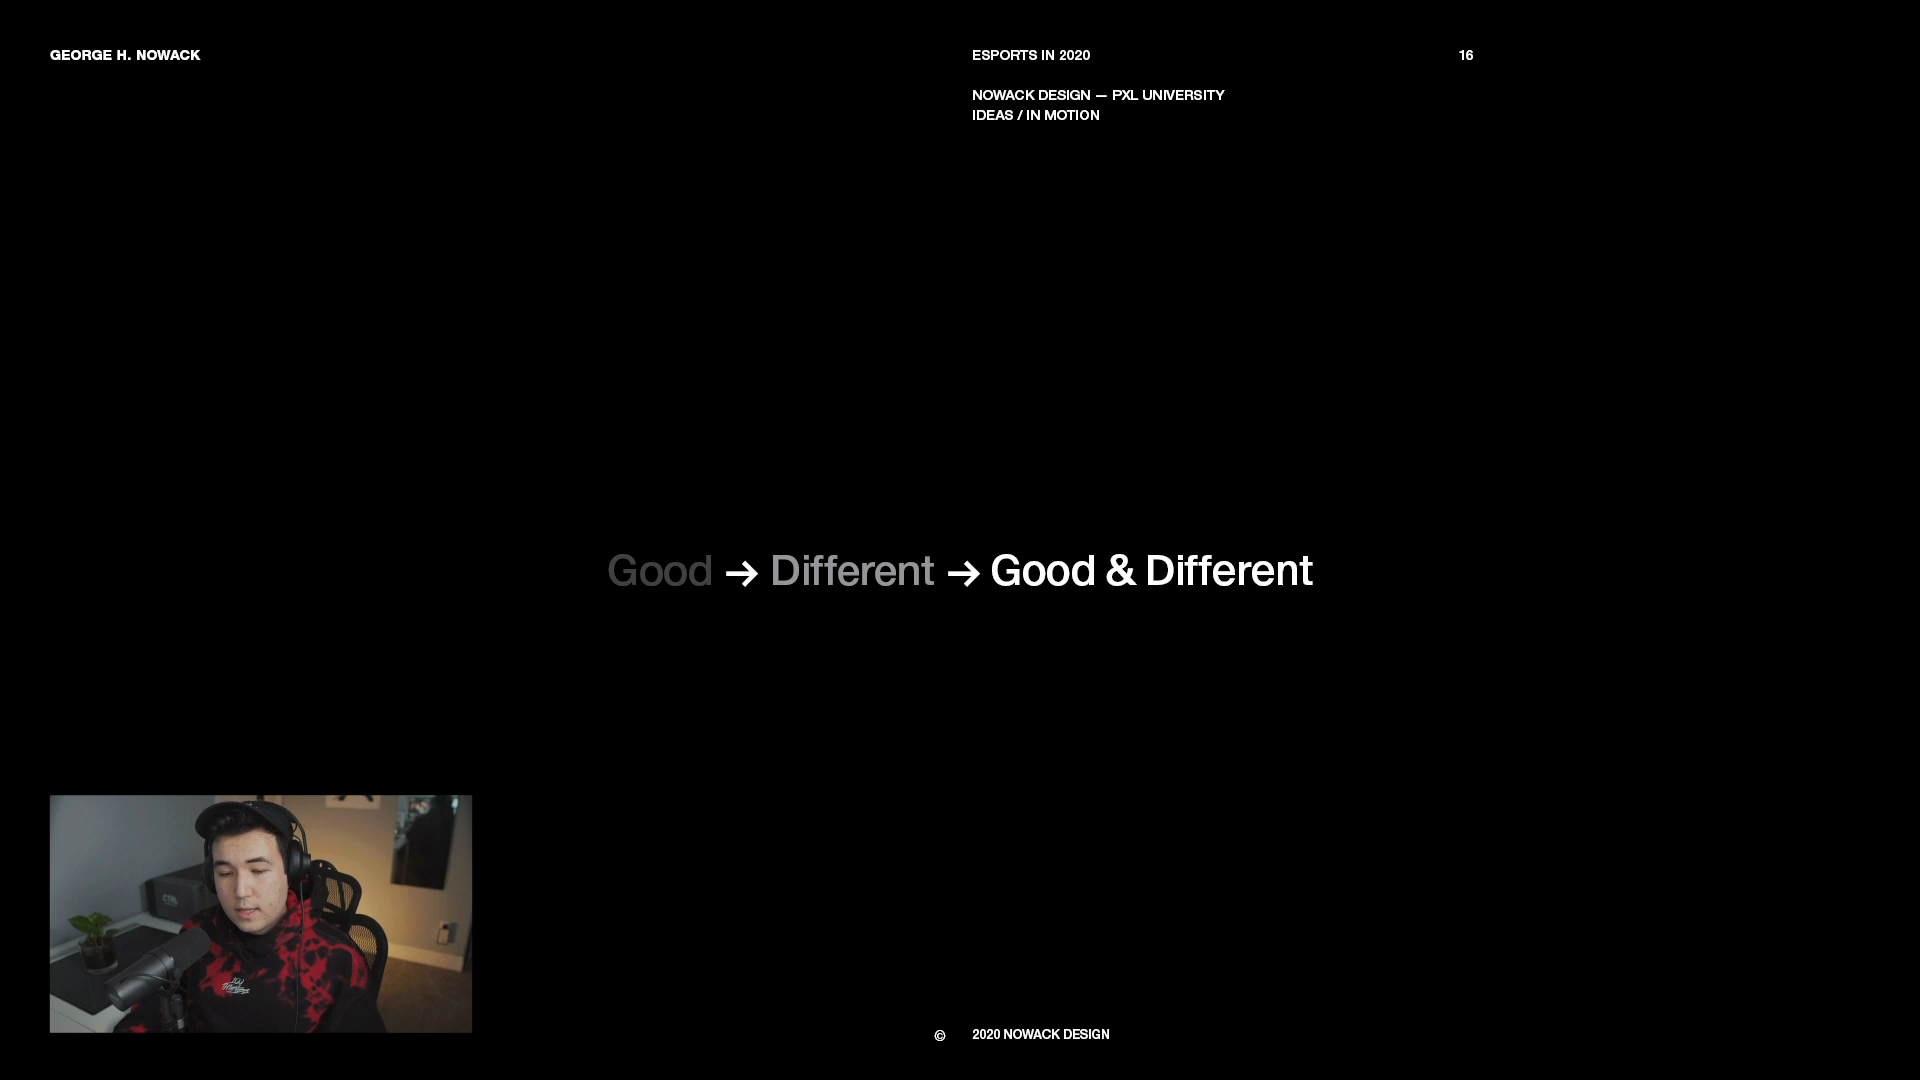 GEORGE H. NOWACK
ESPORTS IN 2020
16
NOWACK DESIGN — PXL UNIVERSITY
IDEAS / IN MOTION
Good → Different → Good & Different
© 2020 NOWACK DESIGN